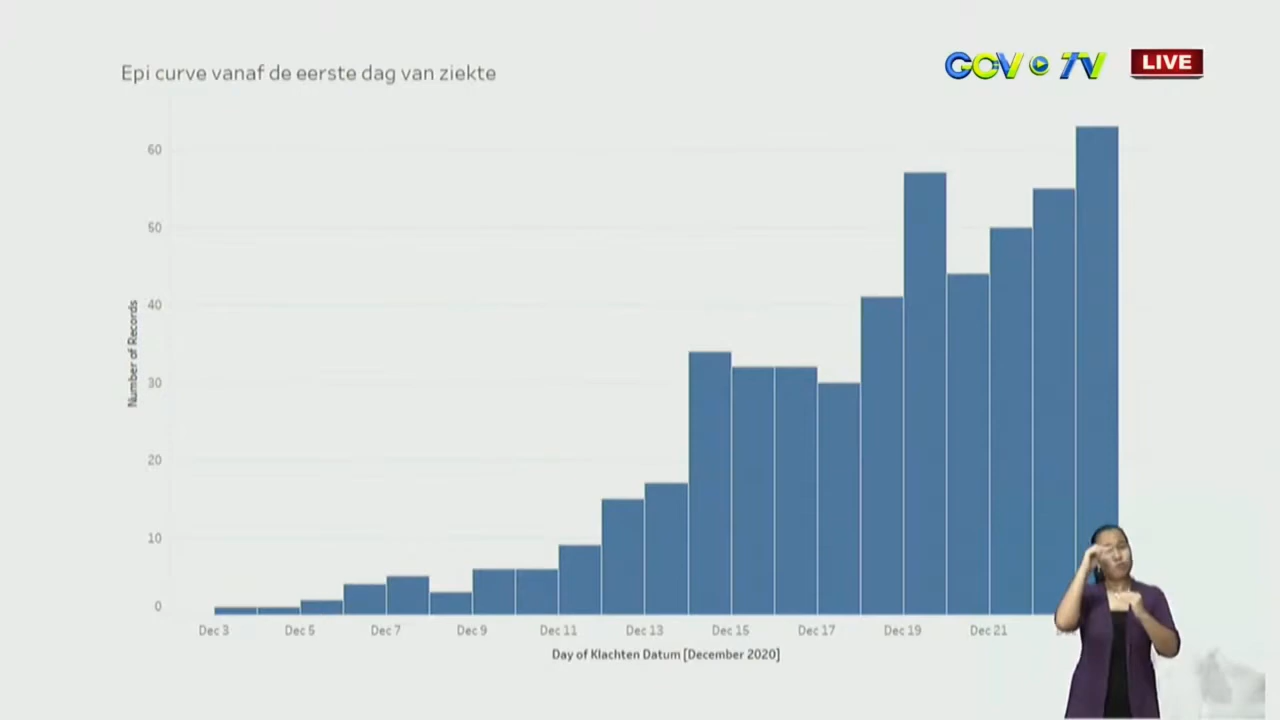 Epi curve vanaf de eerste dag van ziekte
GOV TV
LIVE
60
50
40
30
20
10
0
Number of Records
Dec 3
Dec 5
Dec 7
Dec 9
Dec 11
Dec 13
Dec 15
Dec 17
Dec 19
Dec 21
Day of Klachten Datum [December 2020]